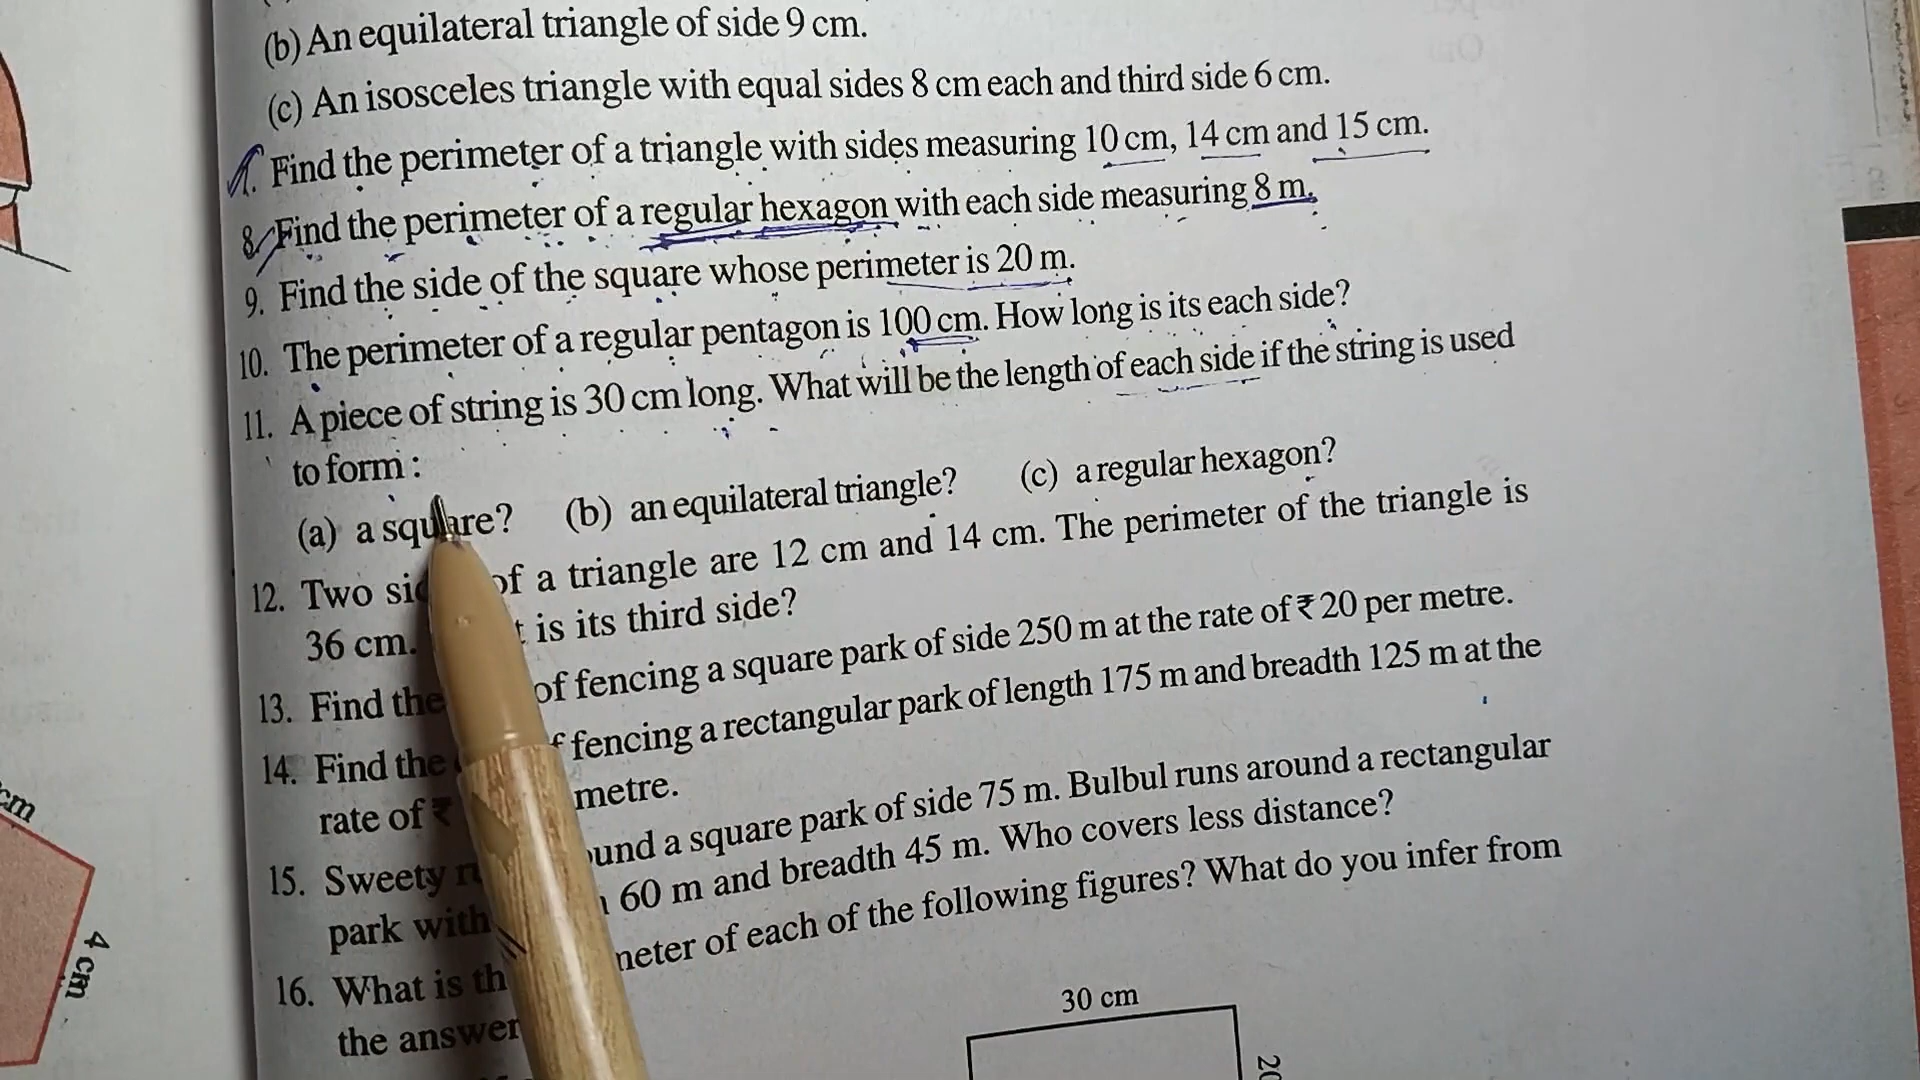 (b) An equilateral triangle of side 9 cm.
(c) An isosceles triangle with equal sides 8 cm each and third side 6 cm.
Find the perimeter of a triangle with sides measuring 10 cm, 14 cm and 15 cm.
8. Find the perimeter of a regular hexagon with each side measuring 8 m.
9. Find the side of the square whose perimeter is 20 m.
10. The perimeter of a regular pentagon is 100 cm. How long is its each side?
11. A piece of string is 30 cm long. What will be the length of each side if the string is used
to form :
(a) a square? (b) an equilateral triangle? (c) a regular hexagon?
12. Two of a triangle are 12 cm and 14 cm. The perimeter of the triangle is
36 cm. is its third side?
13. Find the of fencing a square park of side 250 m at the rate of ₹ 20 per metre.
14. Find the fencing a rectangular park of length 175 m and breadth 125 m at the
rate of ₹ metre.
15. Sweety a square park of side 75 m. Bulbul runs around a rectangular
park with 60 m and breadth 45 m. Who covers less distance?
16. What is of each of the following figures? What do you infer from
the answer
30 cm
20
cm
4 cm